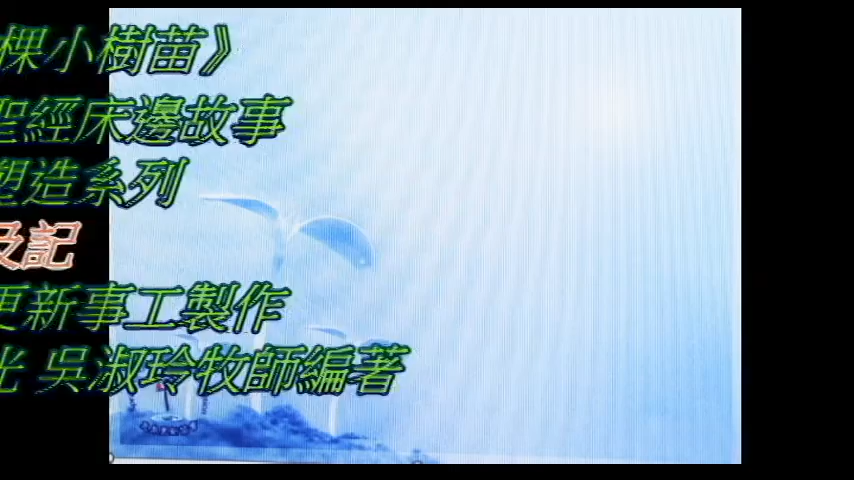 棵小樹苗》
聖經床邊故事
塑造系列
及記
更新事工製作
光 吳淑玲牧師編著